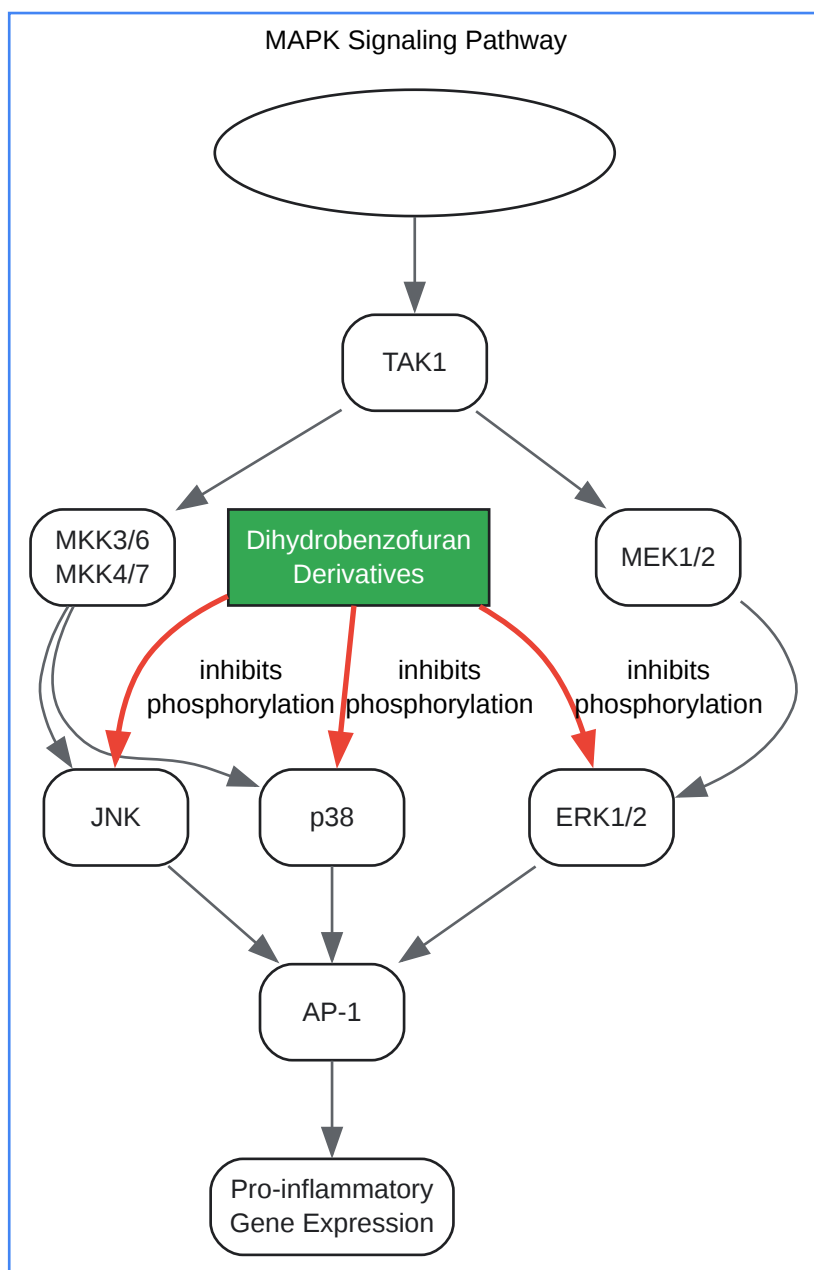 MAPK Signaling Pathway
TAK1
MKK3/6
MKK4/7
Dihydrobenzofuran
Derivatives
MEK1/2
inhibits
phosphorylation
inhibits
phosphorylation
inhibits
phosphorylation
JNK
p38
ERK1/2
AP-1
Pro-inflammatory
Gene Expression